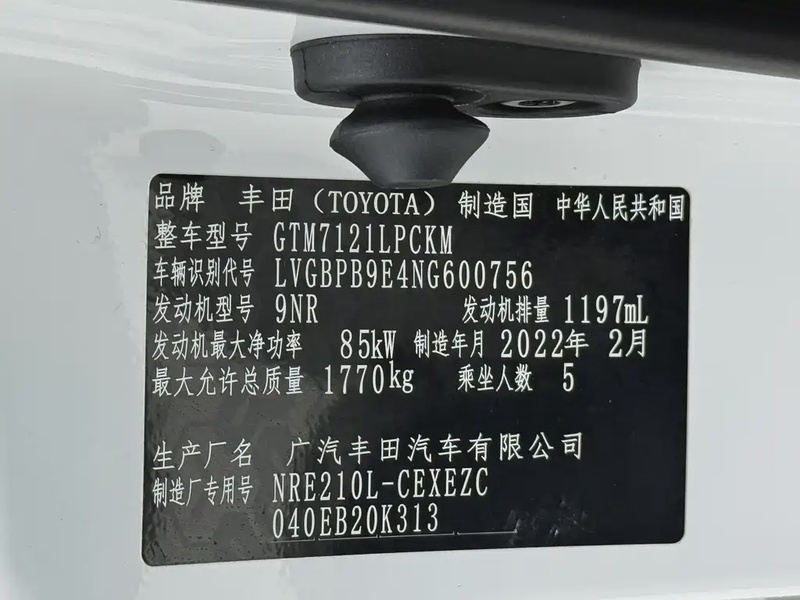 品牌 丰田（TOYOTA） 制造国 中华人民共和国
整车型号 GTM7121LPCKM
车辆识别代号 LVGBPB9E4NG600756
发动机型号 9NR 发动机排量 1197mL
发动机最大净功率 85kW 制造年月 2022年 2月
最大允许总质量 1770kg 乘坐人数 5
生产厂名 广汽丰田汽车有限公司
制造厂专用号 NRE210L-CEXEZC
040EB20K313